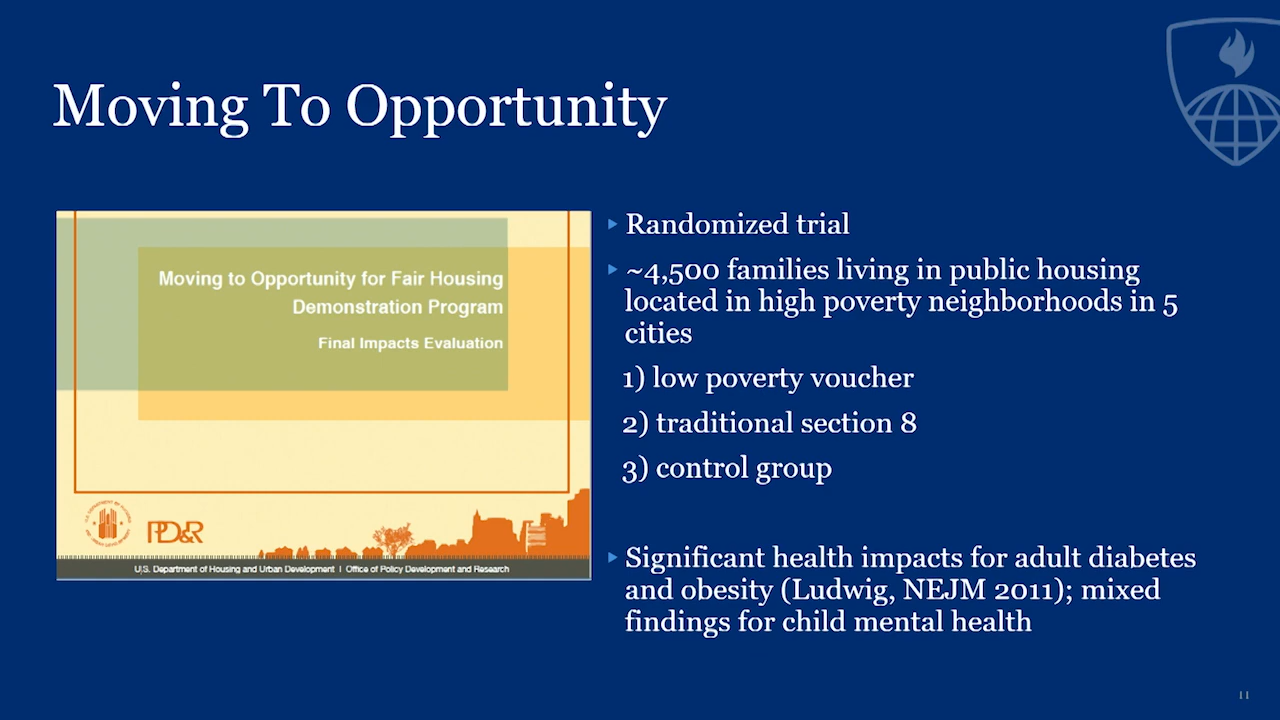 Moving To Opportunity
Moving to Opportunity for Fair Housing
Demonstration Program
Final Impacts Evaluation
PD&R
U.S. Department of Housing and Urban Development | Office of Policy Development and Research
Randomized trial
~4,500 families living in public housing
located in high poverty neighborhoods in 5
cities
1) low poverty voucher
2) traditional section 8
3) control group
Significant health impacts for adult diabetes
and obesity (Ludwig, NEJM 2011); mixed
findings for child mental health
11